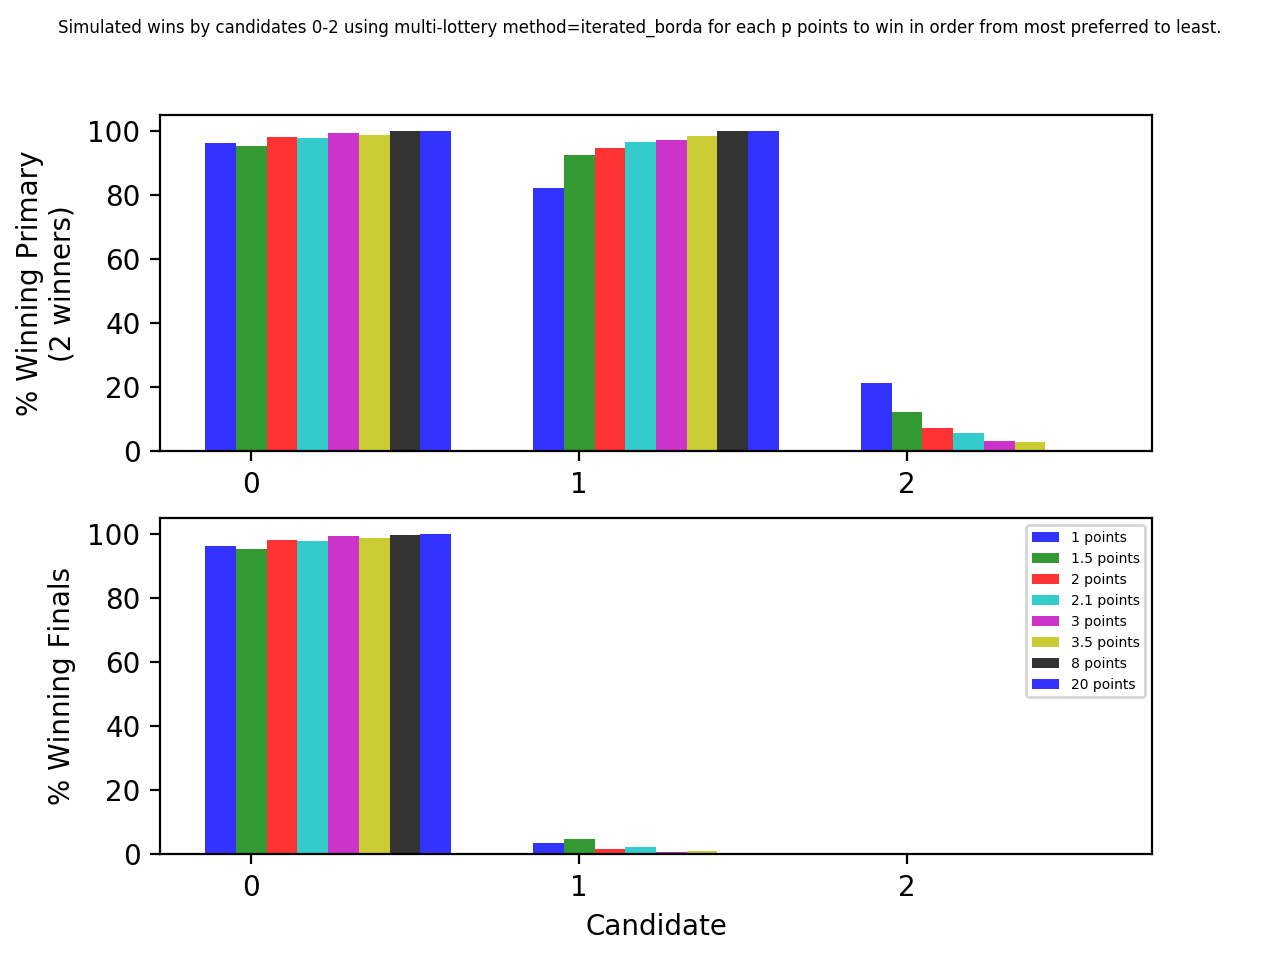 Simulated wins by candidates 0-2 using multi-lottery method=iterated_borda for each p points to win in order from most preferred to least.
% Winning Primary
(2 winners)
100
80
60
40
20
0
0 1 2
% Winning Finals
100
80
60
40
20
0
1 points
1.5 points
2 points
2.1 points
3 points
3.5 points
8 points
20 points
0 1 2
Candidate